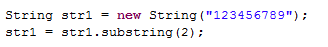 String str1 = new String("123456789");
str1 = str1.substring(2);